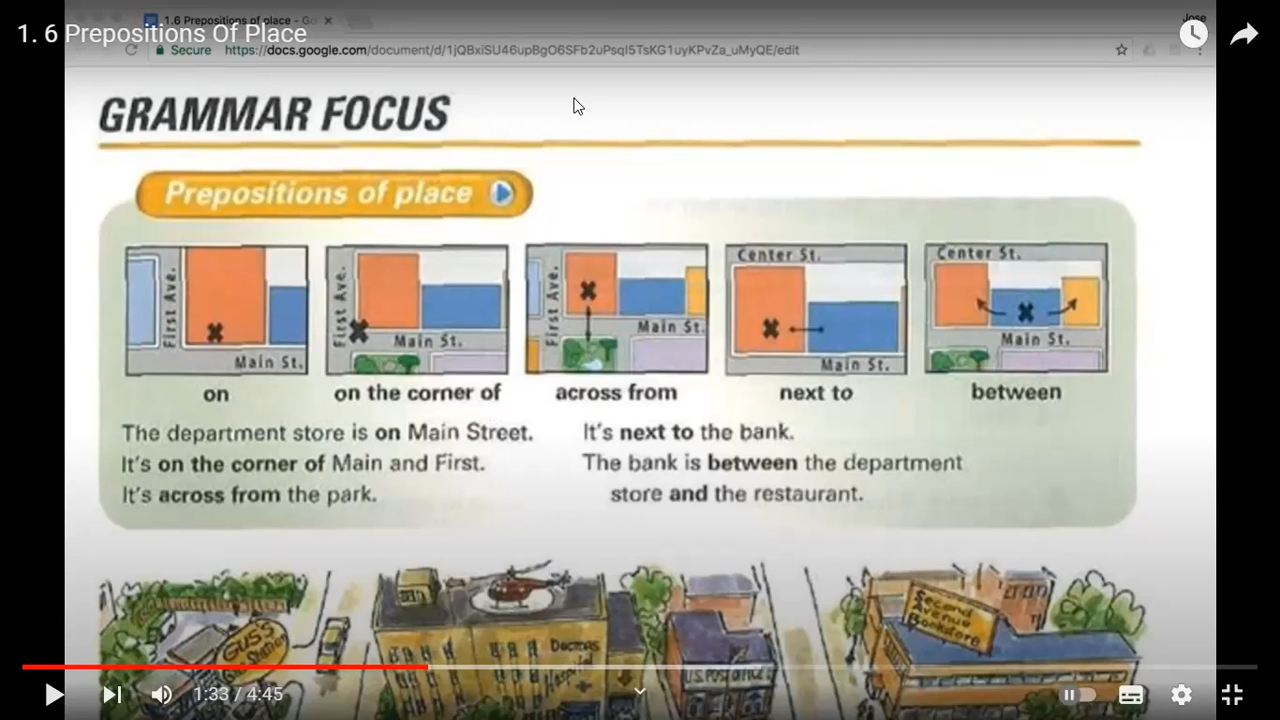 1.6 Prepositions of place - Go
1. 6 Prepositions Of Place
Jose
Secure https://docs.google.com/document/d/1jQBxiSU46upBgO6SFb2uPsqI5TsKG1uyKPvZa_uMyQE/edit
GRAMMAR FOCUS
Prepositions of place
First Ave.
Main St.
First Ave.
Main St.
First Ave.
Main St.
Center St.
Main St.
Center St.
Main St.
on
on the corner of
across from
next to
between
The department store is on Main Street.
It's on the corner of Main and First.
It's across from the park.
It's next to the bank.
The bank is between the department
store and the restaurant.
Gus's
Station
Doctors
Hospital
U.S. POST OFFICE
Second
Avenue
Bookstore
1:33 / 4:45